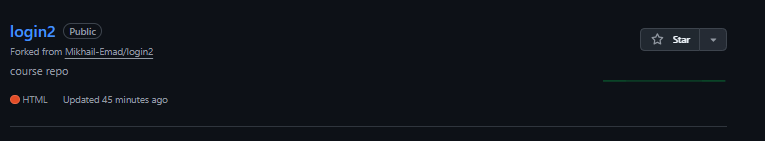 login2 Public
Star
Forked from Mikhail-Emad/login2
course repo
HTML Updated 45 minutes ago